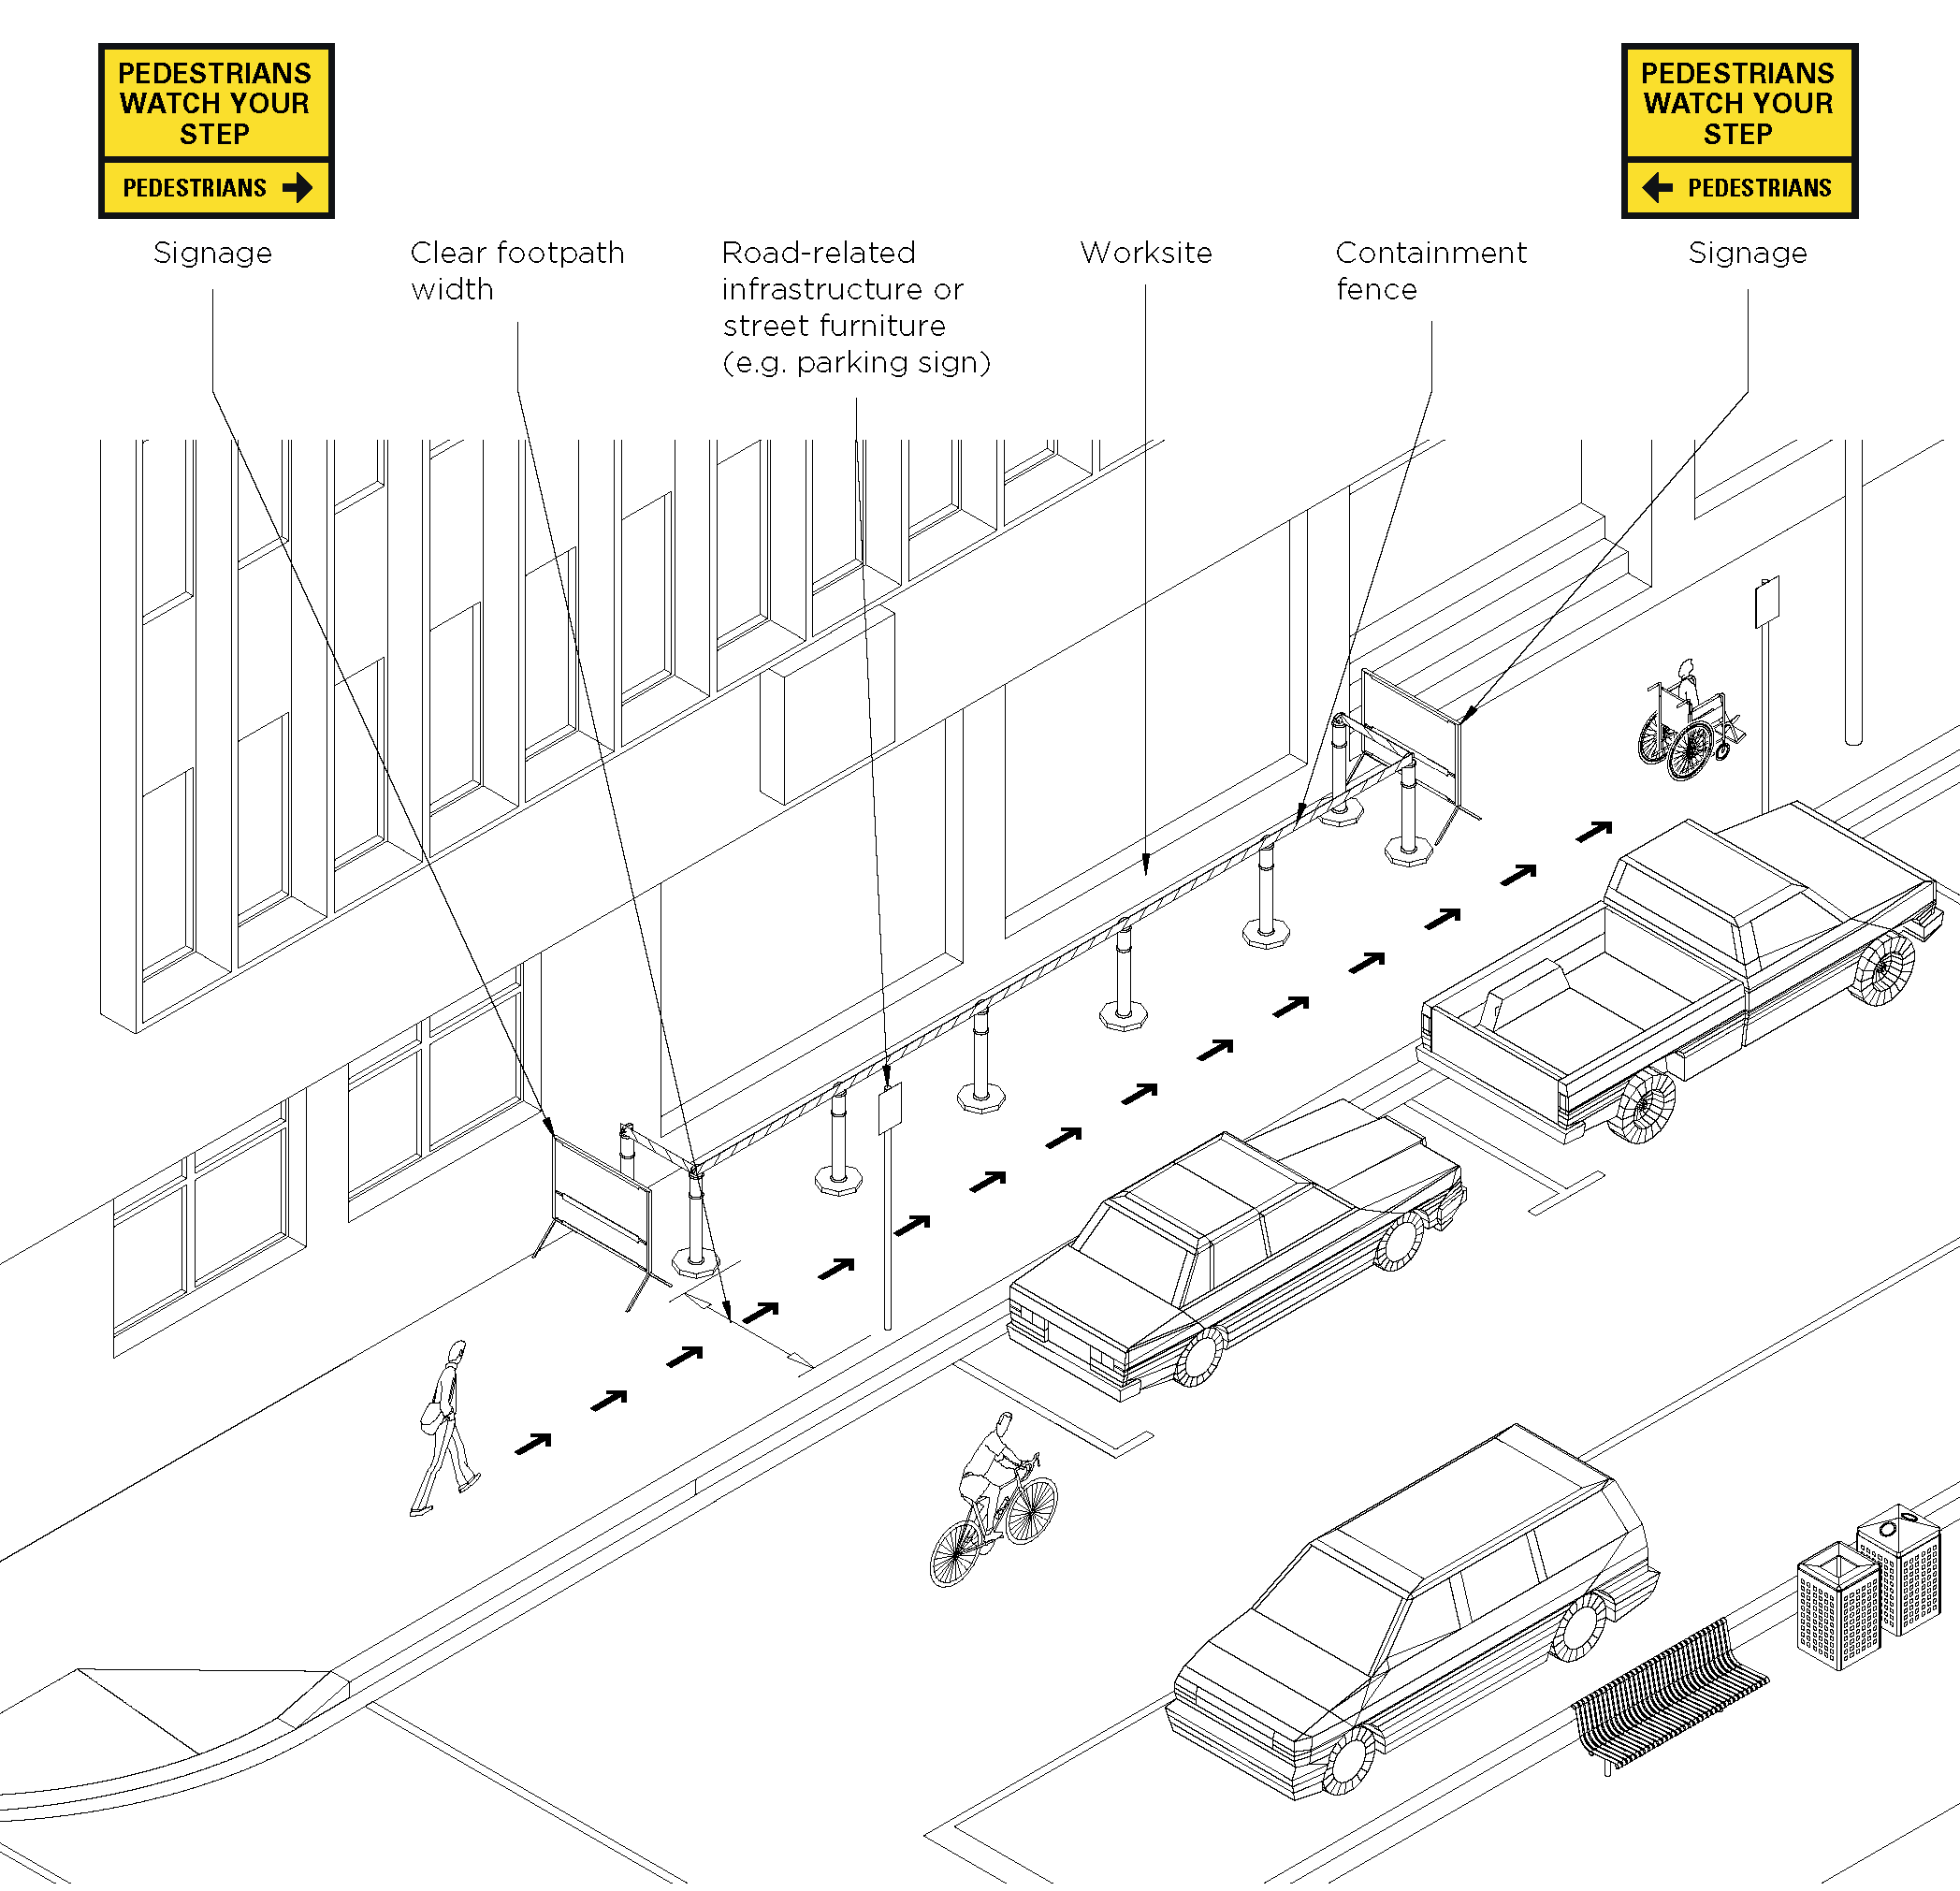 PEDESTRIANS
WATCH YOUR
STEP
PEDESTRIANS
PEDESTRIANS
WATCH YOUR
STEP
PEDESTRIANS
Signage
Clear footpath
width
Road-related
infrastructure or
street furniture
(e.g. parking sign)
Worksite
Containment
fence
Signage